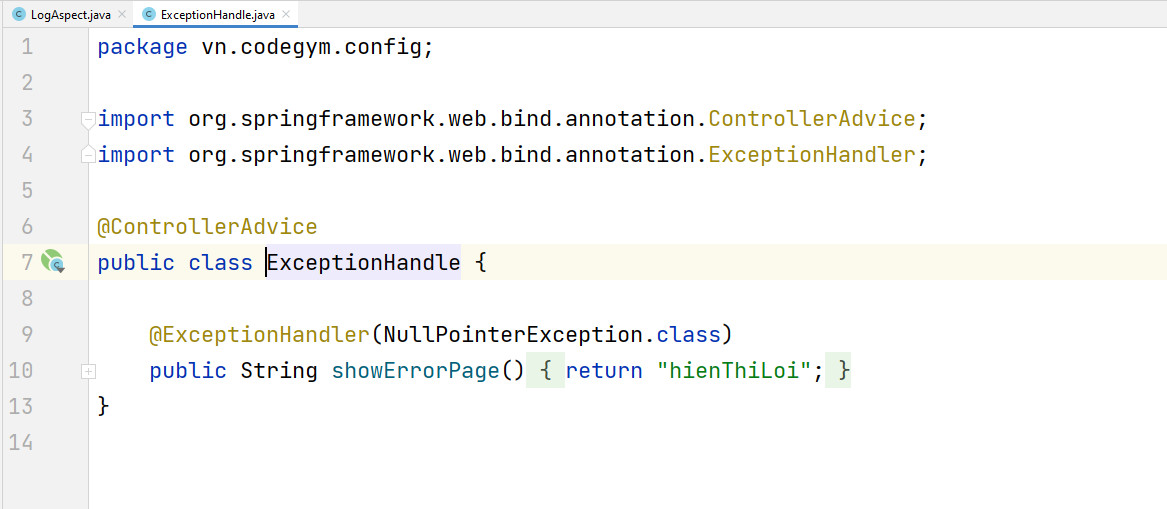 LogAspect.java ExceptionHandle.java
1 package vn.codegym.config;
2
3 import org.springframework.web.bind.annotation.ControllerAdvice;
4 import org.springframework.web.bind.annotation.ExceptionHandler;
5
6 @ControllerAdvice
7 public class ExceptionHandle {
8
9 @ExceptionHandler(NullPointerException.class)
10 public String showErrorPage() { return "hienThiLoi"; }
13 }
14